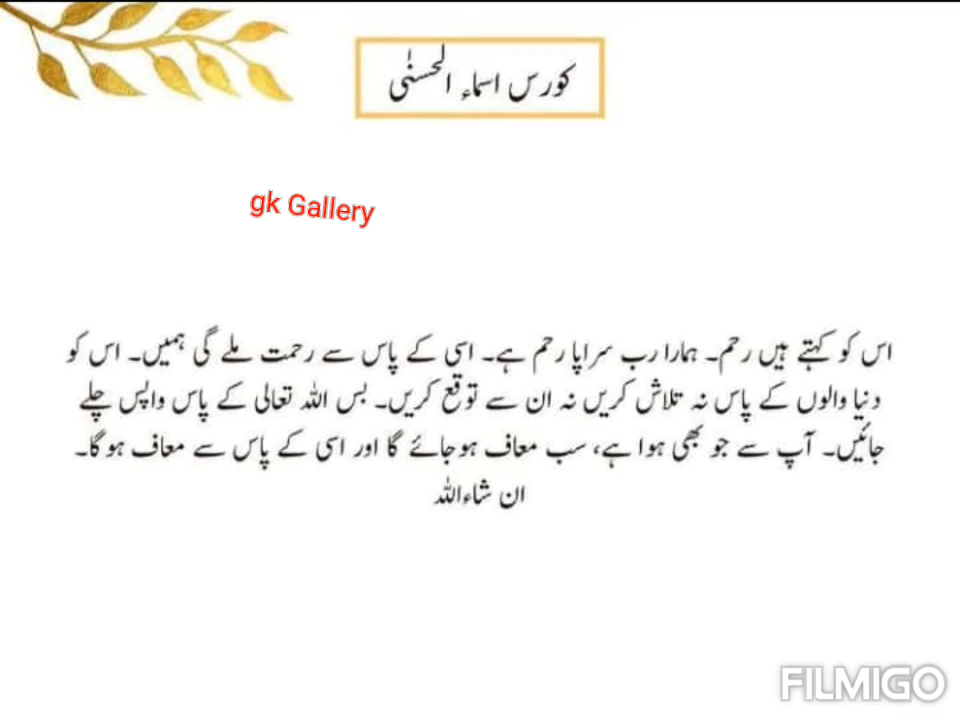 کورس اسماء الحسنٰی
gk Gallery
اس کو کہتے ہیں رحم۔ ہمارا رب سراپا رحم ہے۔ اسی کے پاس سے رحمت ملے گی ہمیں۔ اس کو
دنیا والوں کے پاس نہ تلاش کریں نہ ان سے توقع کریں۔ بس اللہ تعالی کے پاس واپس چلے
جائیں۔ آپ سے جو بھی ہوا ہے، سب معاف ہوجائے گا اور اسی کے پاس سے معاف ہو گا۔
ان شاءاللہ
FILMIGO